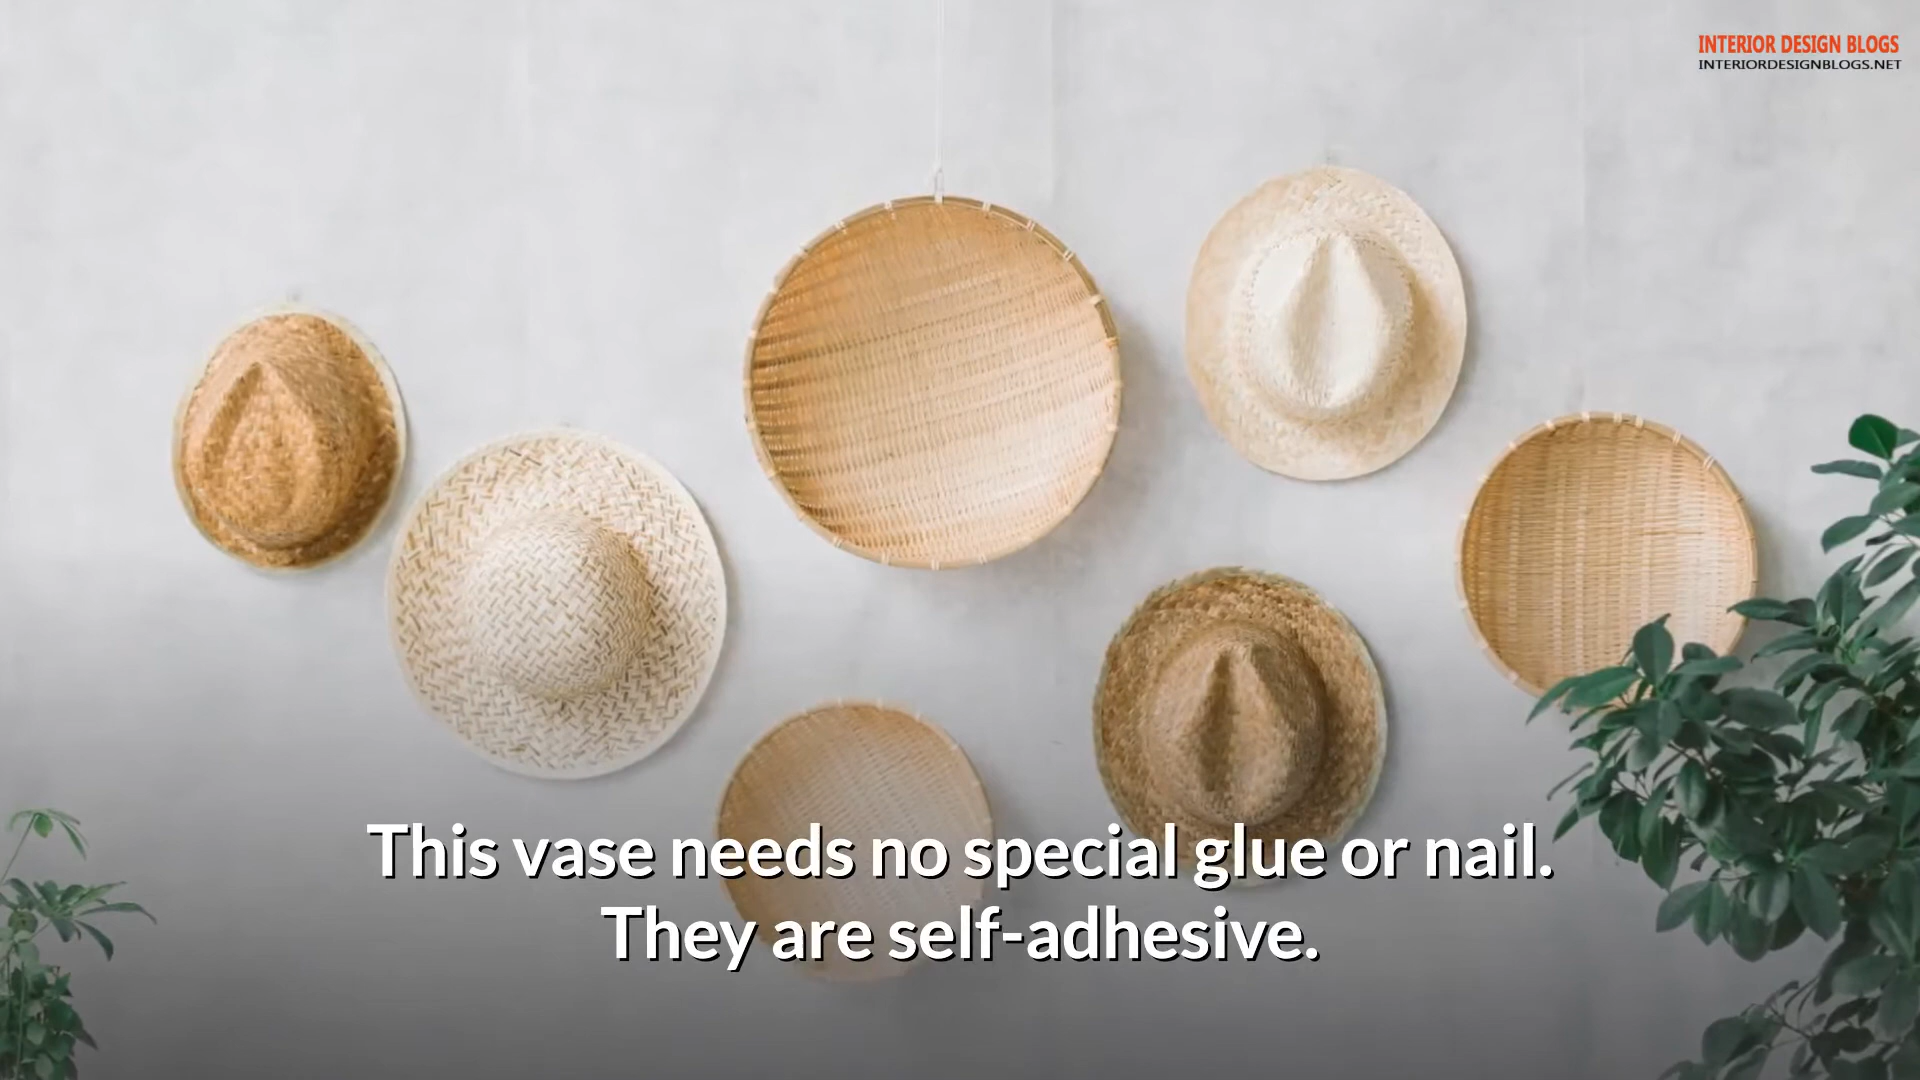 INTERIOR DESIGN BLOGS
INTERIORDESIGNBLOGS.NET
This vase needs no special glue or nail.
They are self-adhesive.